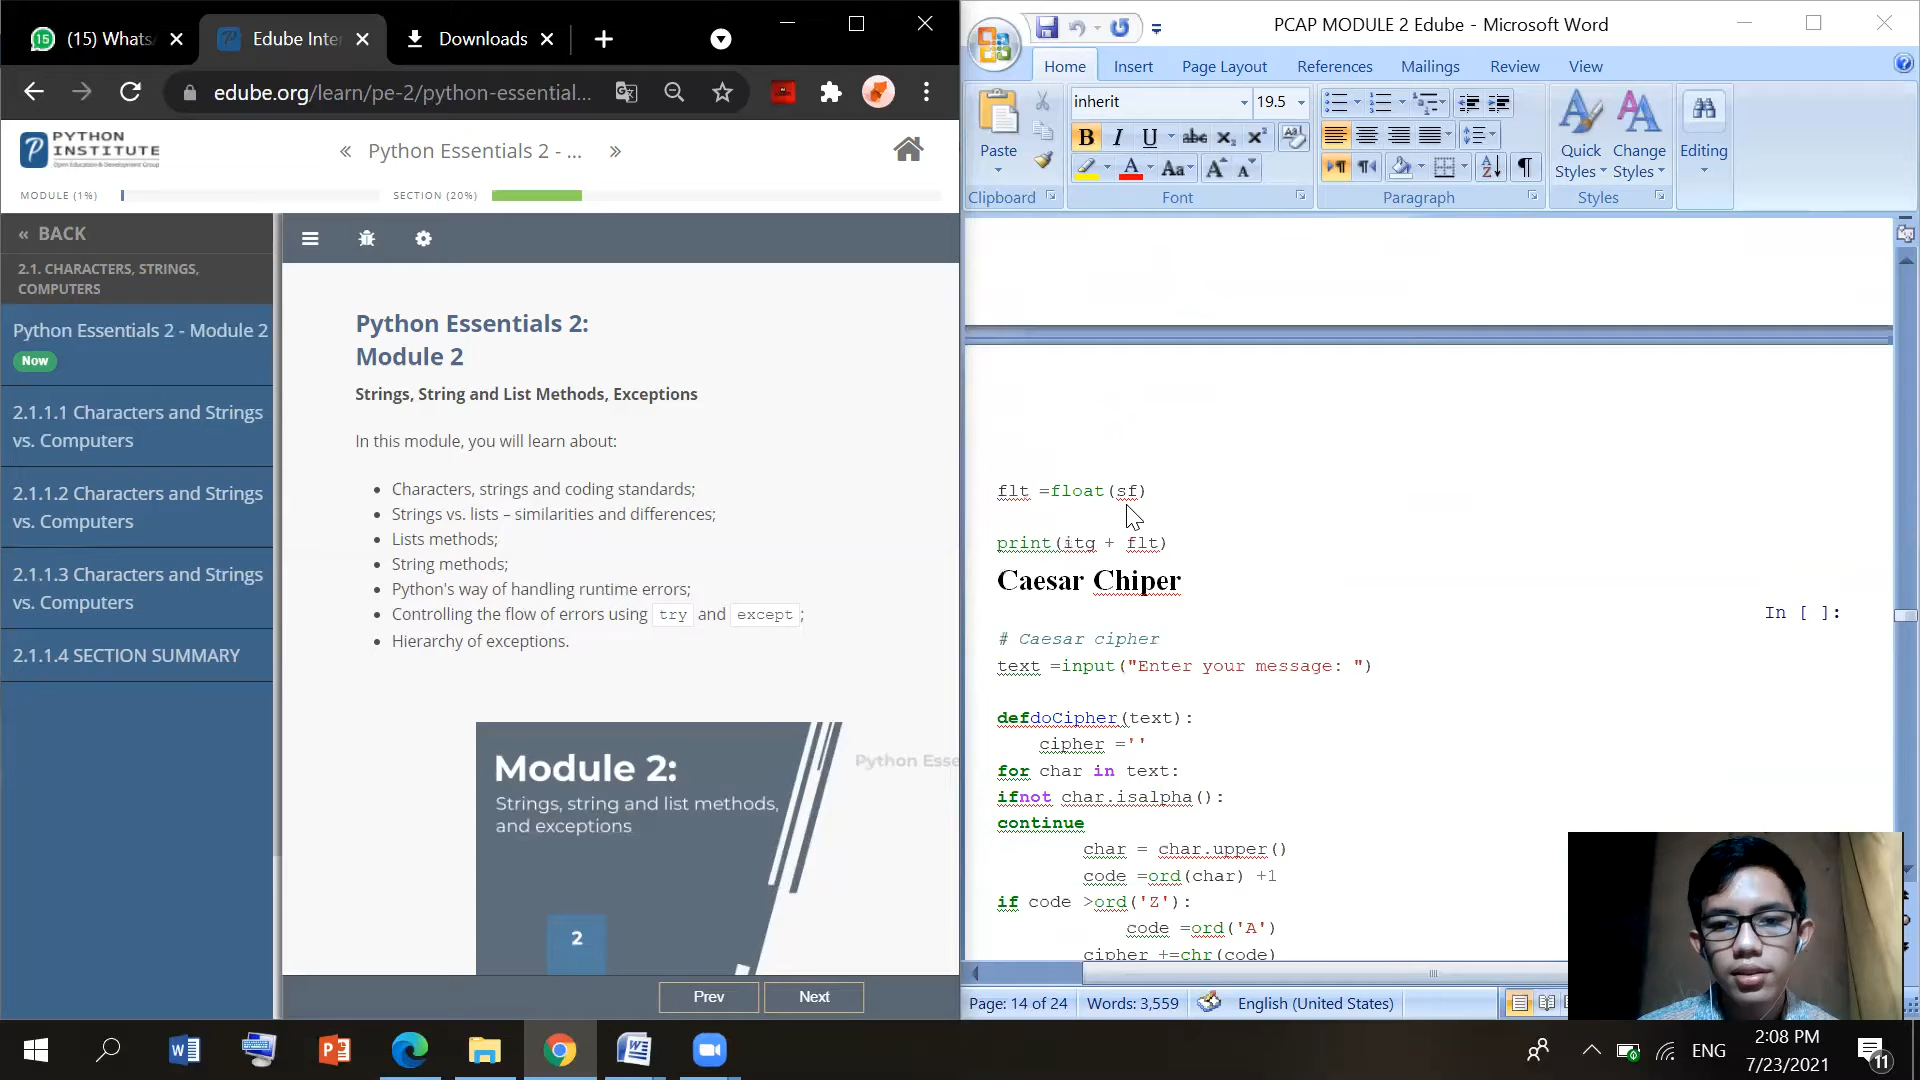 (15) Whats
Edube Inte
Downloads
edube.org/learn/pe-2/python-essential...
PYTHON
INSTITUTE
Open Education & Development Group
« Python Essentials 2 - ... »
MODULE (1%)
SECTION (20%)
« BACK
2.1. CHARACTERS, STRINGS,
COMPUTERS
Python Essentials 2 - Module 2
Now
2.1.1.1 Characters and Strings
vs. Computers
2.1.1.2 Characters and Strings
vs. Computers
2.1.1.3 Characters and Strings
vs. Computers
2.1.1.4 SECTION SUMMARY
Python Essentials 2:
Module 2
Strings, String and List Methods, Exceptions
In this module, you will learn about:
• Characters, strings and coding standards;
• Strings vs. lists – similarities and differences;
• Lists methods;
• String methods;
• Python's way of handling runtime errors;
• Controlling the flow of errors using try and except;
• Hierarchy of exceptions.
Module 2:
Strings, string and list methods,
and exceptions
2
Python Esse
Prev
Next
PCAP MODULE 2 Edube - Microsoft Word
Home Insert Page Layout References Mailings Review View
inherit 19.5
B I U abc x₂ x²
Aa A A
Paste
Quick Styles
Change Styles
Editing
Clipboard Font Paragraph Styles
flt =float(sf)
print(itg + flt)
Caesar Chiper
In [ ]:
# Caesar cipher
text =input("Enter your message: ")
defdoCipher(text):
cipher =''
for char in text:
ifnot char.isalpha():
continue
char = char.upper()
code =ord(char) +1
if code >ord('Z'):
code =ord('A')
cipher +=chr(code)
Page: 14 of 24
Words: 3,559
English (United States)
ENG
2:08 PM
7/23/2021
11